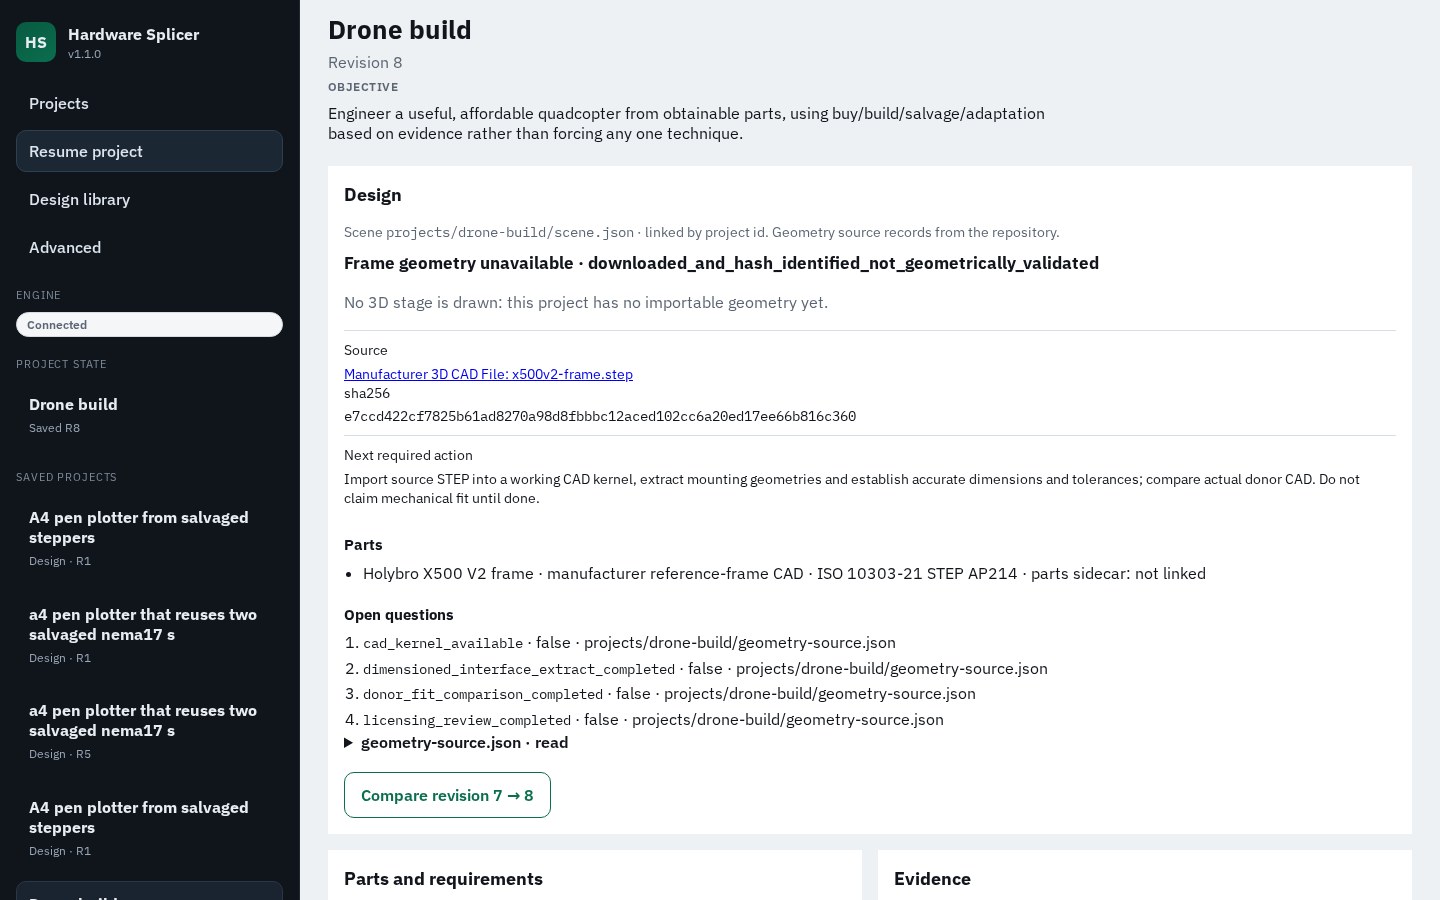 HS
Hardware Splicer
v1.1.0
Projects
Resume project
Design library
Advanced
ENGINE
Connected
PROJECT STATE
Drone build
Saved R8
SAVED PROJECTS
A4 pen plotter from salvaged
steppers
Design · R1
a4 pen plotter that reuses two
salvaged nema17 s
Design · R1
a4 pen plotter that reuses two
salvaged nema17 s
Design · R5
A4 pen plotter from salvaged
steppers
Design · R1
Drone build
Revision 8
OBJECTIVE
Engineer a useful, affordable quadcopter from obtainable parts, using buy/build/salvage/adaptation
based on evidence rather than forcing any one technique.
Design
Scene projects/drone-build/scene.json · linked by project id. Geometry source records from the repository.
Frame geometry unavailable · downloaded_and_hash_identified_not_geometrically_validated
No 3D stage is drawn: this project has no importable geometry yet.
Source
Manufacturer 3D CAD File: x500v2-frame.step
sha256
e7ccd422cf7825b61ad8270a98d8fbbbc12aced102cc6a20ed17ee66b816c360
Next required action
Import source STEP into a working CAD kernel, extract mounting geometries and establish accurate dimensions and tolerances; compare actual donor CAD. Do not
claim mechanical fit until done.
Parts
• Holybro X500 V2 frame · manufacturer reference-frame CAD · ISO 10303-21 STEP AP214 · parts sidecar: not linked
Open questions
1. cad_kernel_available · false · projects/drone-build/geometry-source.json
2. dimensioned_interface_extract_completed · false · projects/drone-build/geometry-source.json
3. donor_fit_comparison_completed · false · projects/drone-build/geometry-source.json
4. licensing_review_completed · false · projects/drone-build/geometry-source.json
▶ geometry-source.json · read
Compare revision 7 → 8
Parts and requirements
Evidence